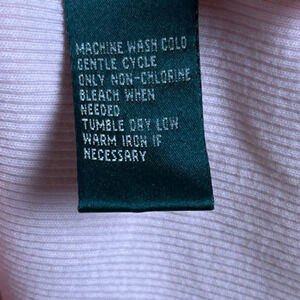 MACHINE WASH COLD
GENTLE CYCLE
ONLY NON-CHLORINE
BLEACH WHEN
NEEDED
TUMBLE DRY LOW
WARM IRON IF
NECESSARY